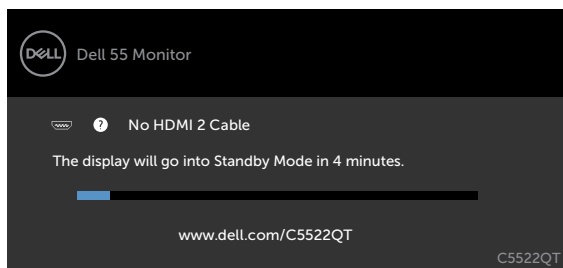 DELL
Dell 55 Monitor
? No HDMI 2 Cable
The display will go into Standby Mode in 4 minutes.
www.dell.com/C5522QT
C5522QT